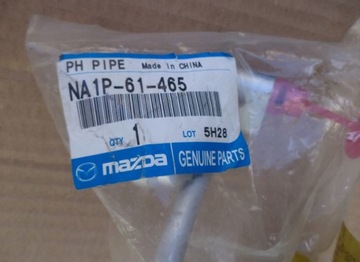 PH PIPE Made in CHINA
NA1P-61-465
QTY 1 LOT 5H28
mazda GENUINE PARTS